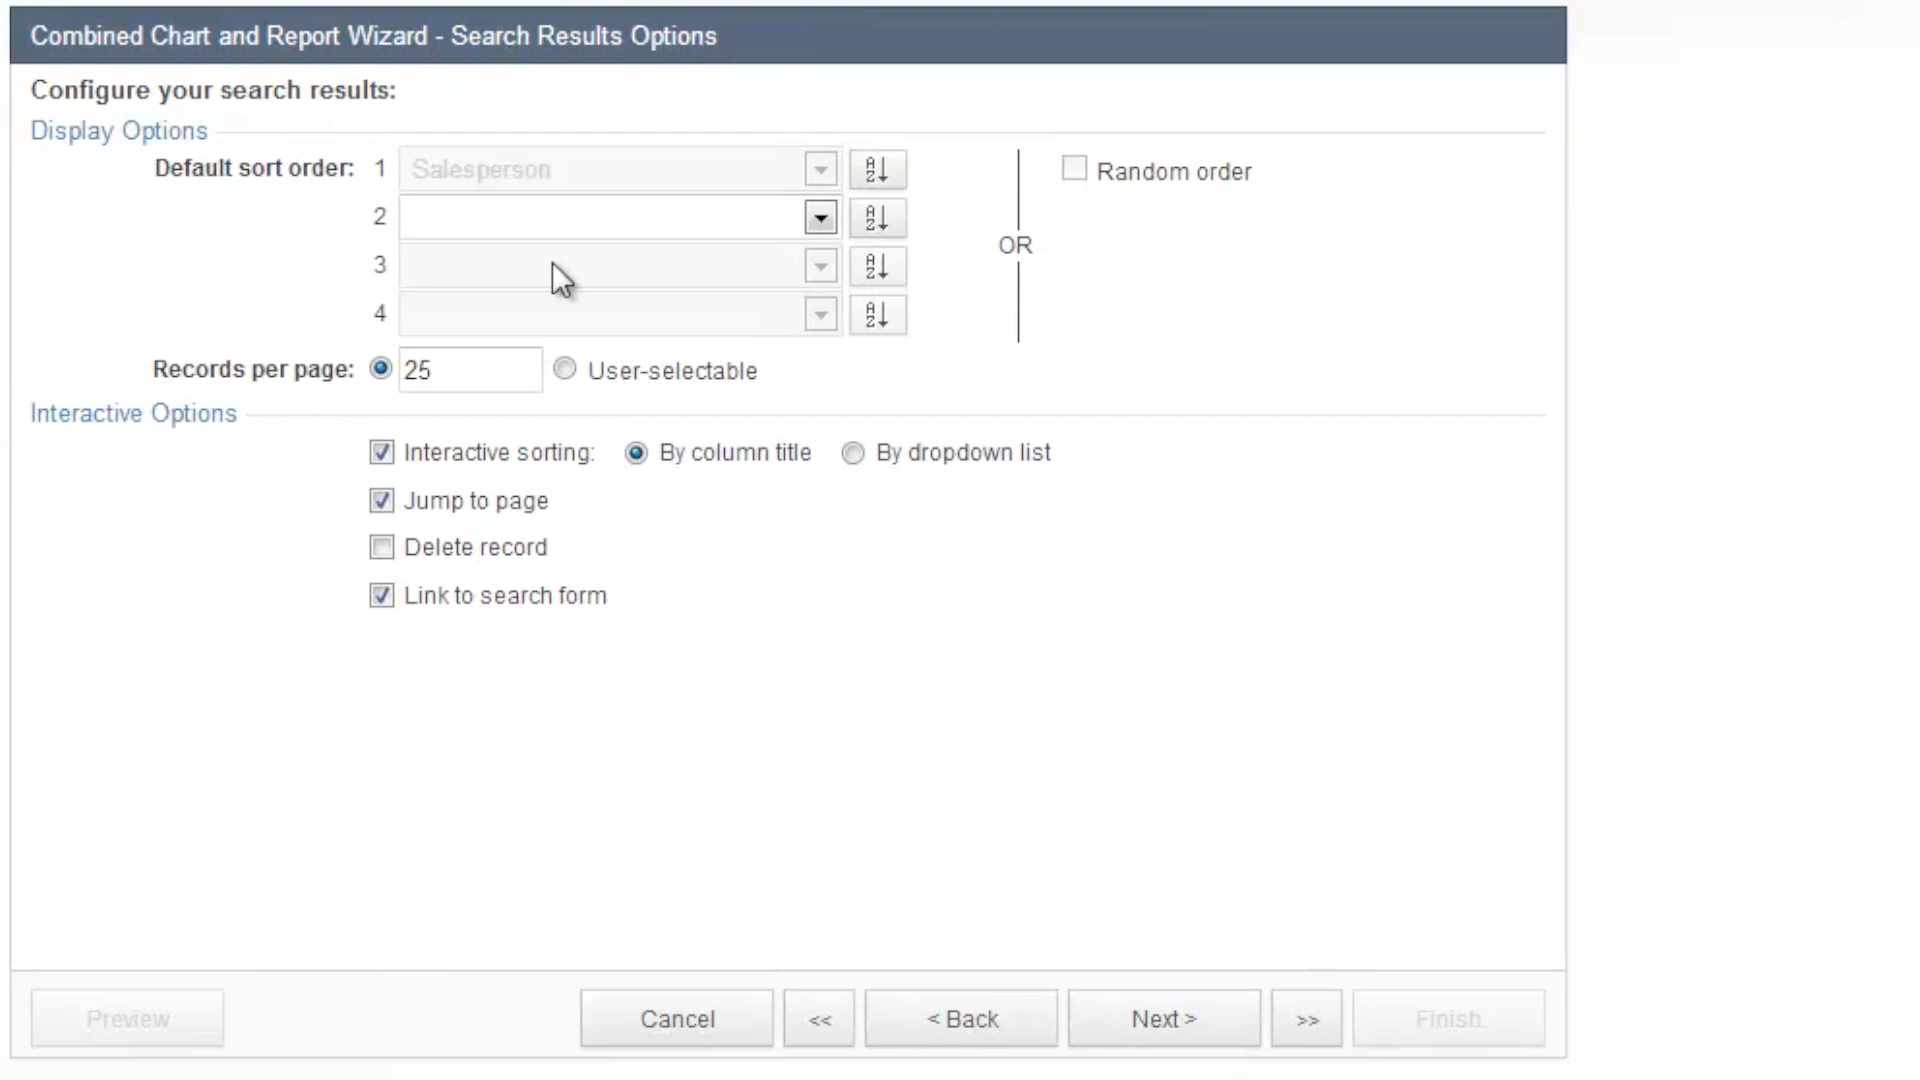 Combined Chart and Report Wizard - Search Results Options
Configure your search results:
Display Options
Default sort order: 1 Salesperson A Z Random order
2 A Z
OR
3 A Z
4 A Z
Records per page: 25 User-selectable
Interactive Options
Interactive sorting: By column title By dropdown list
Jump to page
Delete record
Link to search form
Preview Cancel << < Back Next > >> Finish